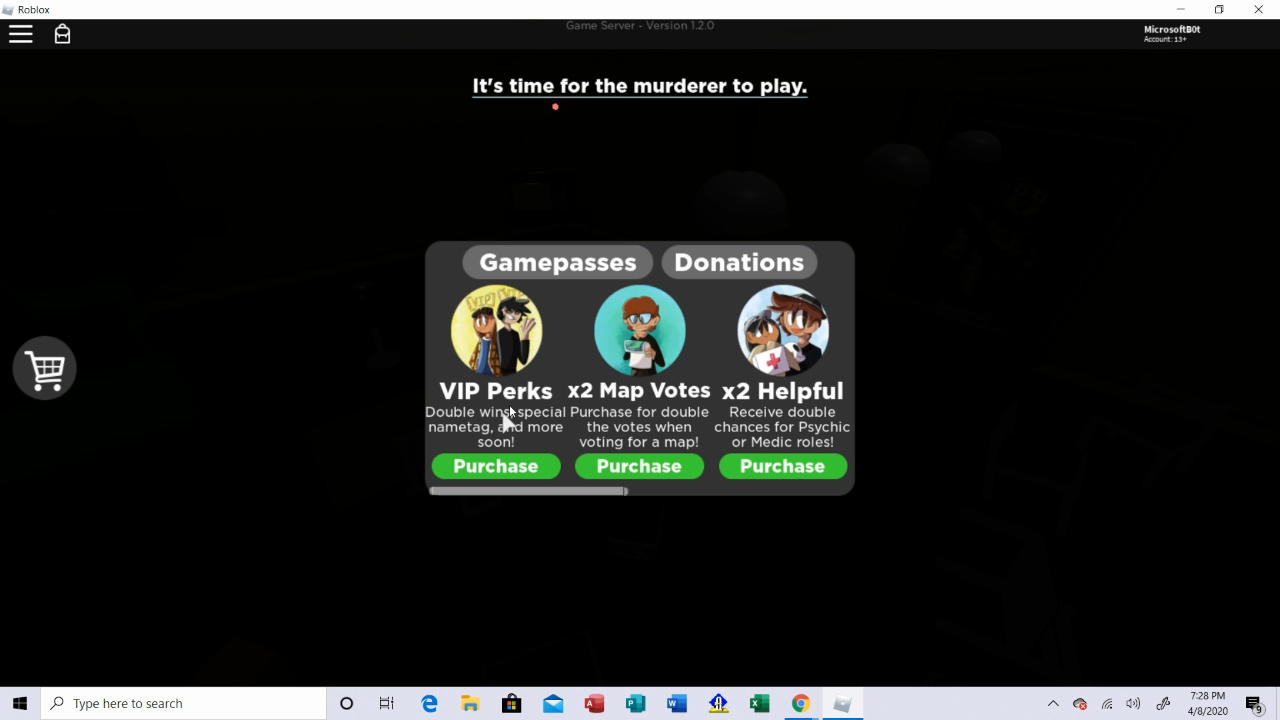 Roblox
Game Server - Version 1.2.0
MicrosoftB0t
Account: 13+
It's time for the murderer to play.
Gamepasses
Donations
VIP Perks
Double wins, special
nametag, and more
soon!
Purchase
x2 Map Votes
Purchase for double
the votes when
voting for a map!
Purchase
x2 Helpful
Receive double
chances for Psychic
or Medic roles!
Purchase
Type here to search
7:28 PM
4/8/2020
9